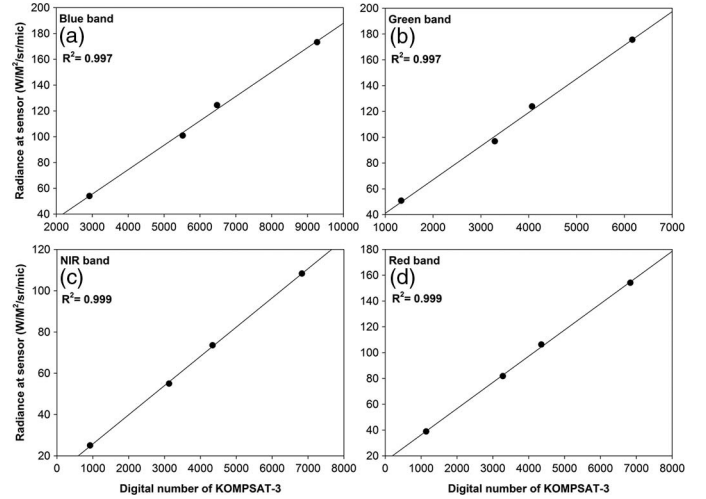 Blue band
(a)
R²= 0.997
Radiance at sensor (W/M²/sr/mic)
200
180
160
140
120
100
80
60
40
2000 3000 4000 5000 6000 7000 8000 9000 10000
Green band
(b)
R²= 0.997
200
180
160
140
120
100
80
60
40
1000 2000 3000 4000 5000 6000 7000
NIR band
(c)
R²= 0.999
Radiance at sensor (W/M²/sr/mic)
120
100
80
60
40
20
0 1000 2000 3000 4000 5000 6000 7000 8000
Digital number of KOMPSAT-3
Red band
(d)
R²= 0.999
180
160
140
120
100
80
60
40
20
0 1000 2000 3000 4000 5000 6000 7000 8000
Digital number of KOMPSAT-3